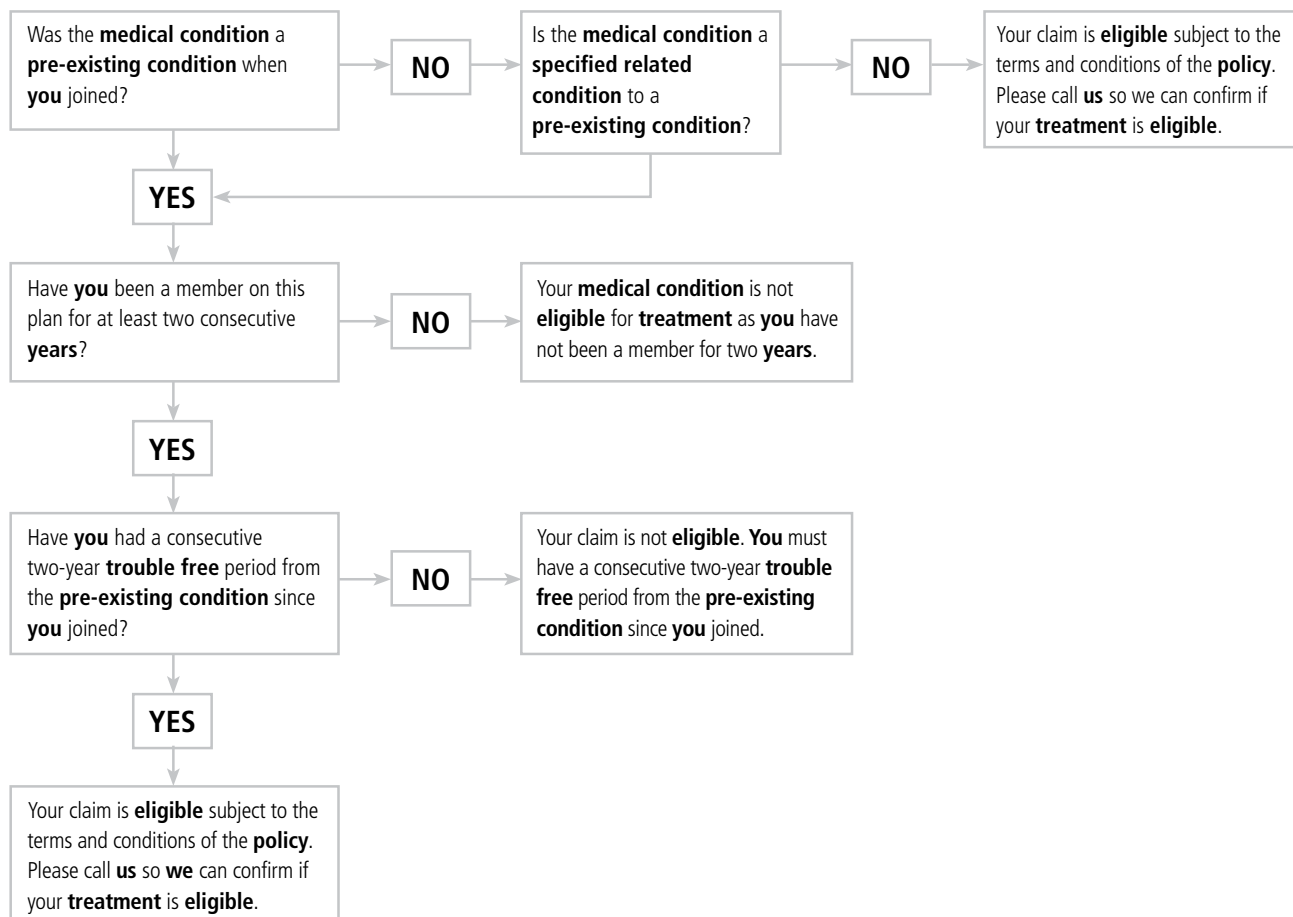 Was the medical condition a
pre-existing condition when
you joined?
NO
Is the medical condition a
specified related
condition to a
pre-existing condition?
NO
Your claim is eligible subject to the
terms and conditions of the policy.
Please call us so we can confirm if
your treatment is eligible.
YES
Have you been a member on this
plan for at least two consecutive
years?
NO
Your medical condition is not
eligible for treatment as you have
not been a member for two years.
YES
Have you had a consecutive
two-year trouble free period from
the pre-existing condition since
you joined?
NO
Your claim is not eligible. You must
have a consecutive two-year trouble
free period from the pre-existing
condition since you joined.
YES
Your claim is eligible subject to the
terms and conditions of the policy.
Please call us so we can confirm if
your treatment is eligible.